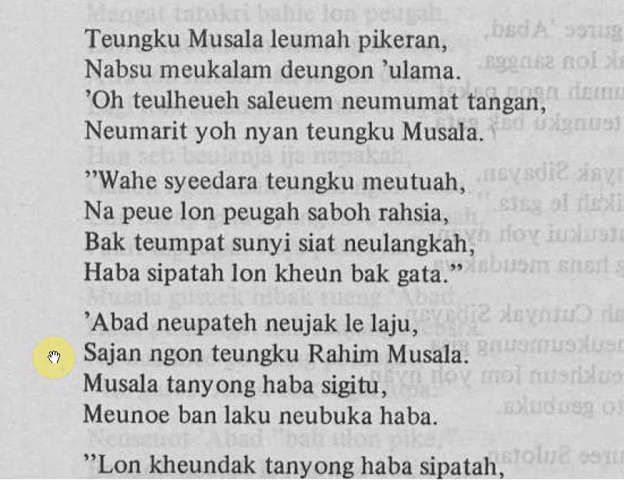 Teungku Musala leumah pikeran,
Nabsu meukalam deungon ’ulama.
’Oh teulheueh saleuem neumumat tangan,
Neumarit yoh nyan teungku Musala.
”Wahe syeedara teungku meutuah,
Na peue lon peugah saboh rahsia,
Bak teumpat sunyi siat neulangkah,
Haba sipatah lon kheun bak gata.”
’Abad neupateh neujak le laju,
Sajan ngon teungku Rahim Musala.
Musala tanyong haba sigitu,
Meunoe ban laku neubuka haba.
”Lon kheundak tanyong haba sipatah,